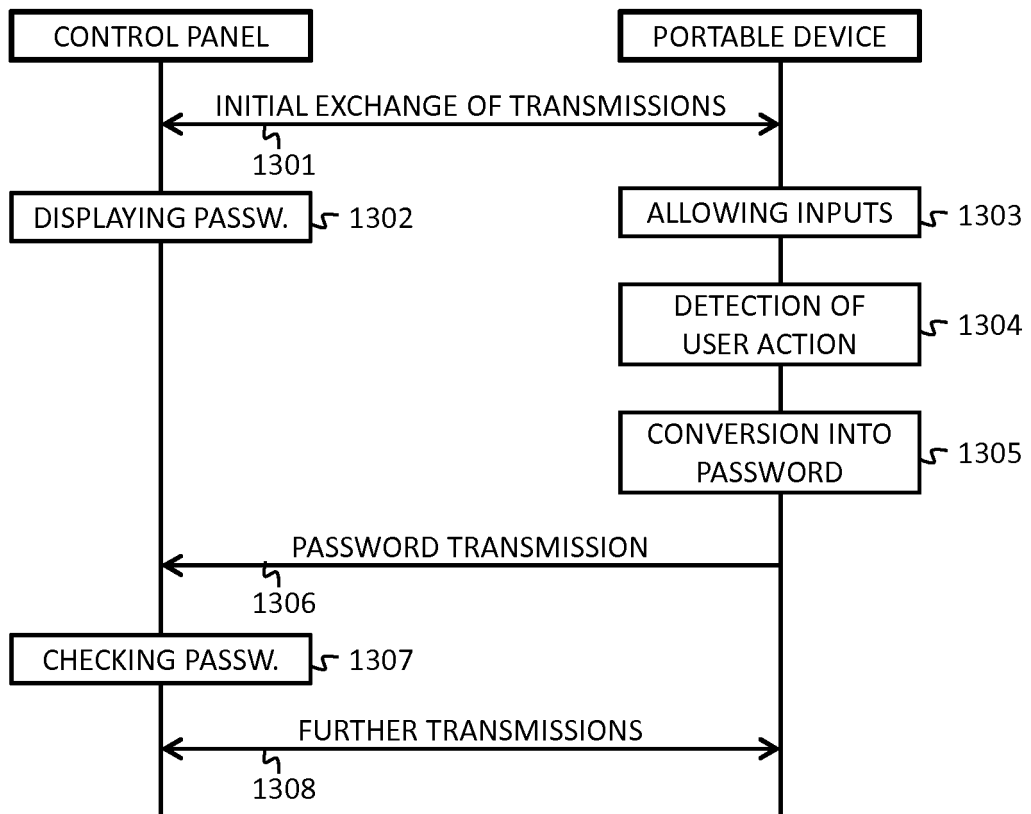 CONTROL PANEL
PORTABLE DEVICE
INITIAL EXCHANGE OF TRANSMISSIONS
1301
DISPLAYING PASSW.
1302
ALLOWING INPUTS
1303
DETECTION OF
USER ACTION
1304
CONVERSION INTO
PASSWORD
1305
PASSWORD TRANSMISSION
1306
CHECKING PASSW.
1307
FURTHER TRANSMISSIONS
1308